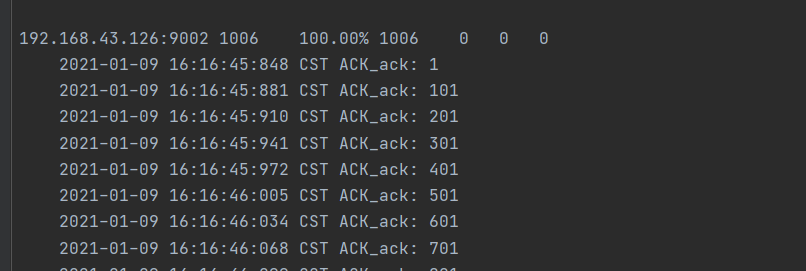 192.168.43.126:9002 1006 100.00% 1006 0 0 0
2021-01-09 16:16:45:848 CST ACK_ack: 1
2021-01-09 16:16:45:881 CST ACK_ack: 101
2021-01-09 16:16:45:910 CST ACK_ack: 201
2021-01-09 16:16:45:941 CST ACK_ack: 301
2021-01-09 16:16:45:972 CST ACK_ack: 401
2021-01-09 16:16:46:005 CST ACK_ack: 501
2021-01-09 16:16:46:034 CST ACK_ack: 601
2021-01-09 16:16:46:068 CST ACK_ack: 701